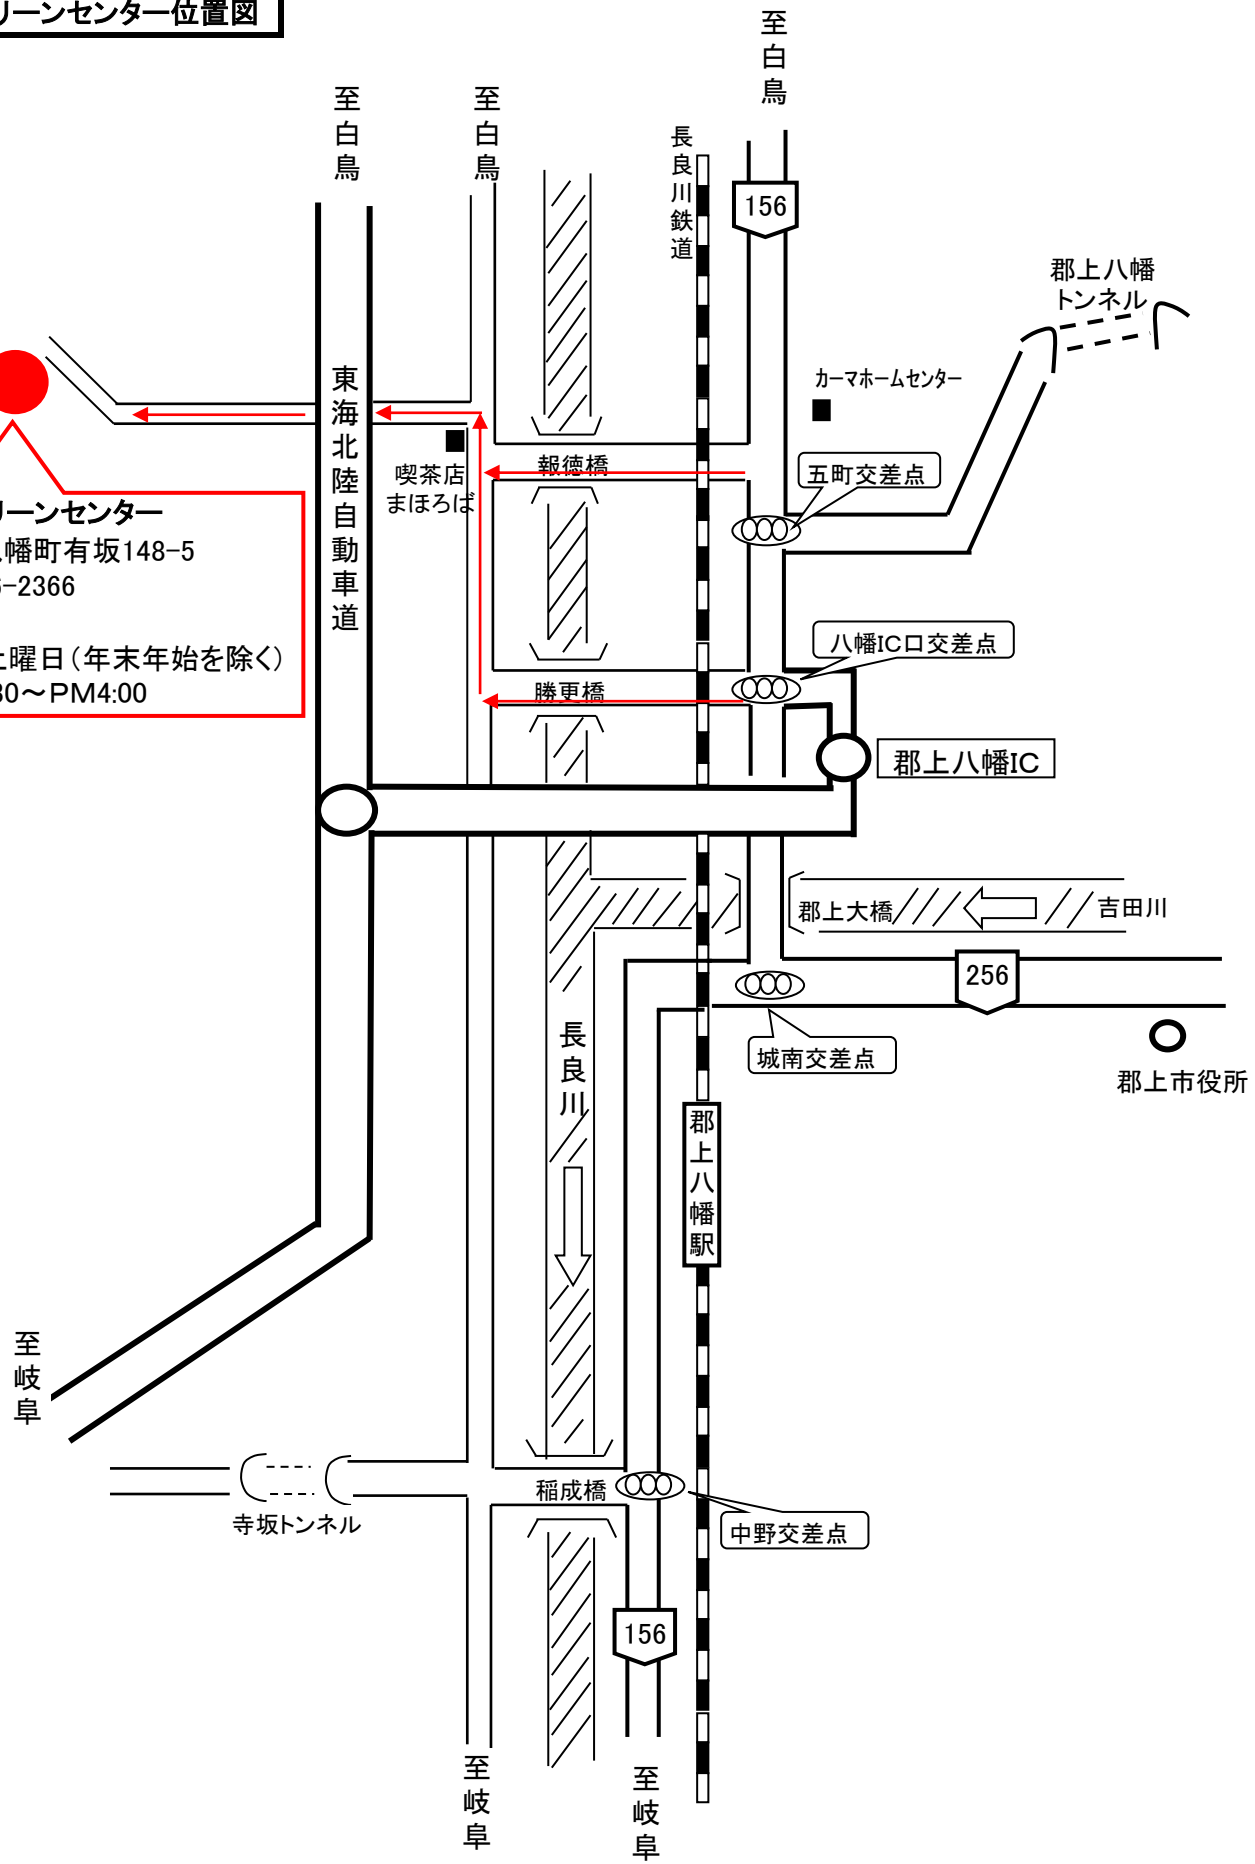 リーンセンター位置図
至白鳥
至白鳥
至白鳥
長良川鉄道
156
郡上八幡
トンネル
カーマホームセンター
東海北陸自動車道
喫茶店
まほろば
報徳橋
五町交差点
リーンセンター
八幡町有坂148-5
6-2366
土曜日(年末年始を除く)
30～PM4:00
八幡IC口交差点
勝更橋
郡上八幡IC
郡上大橋
吉田川
256
城南交差点
郡上市役所
長良川
郡上八幡駅
至岐阜
寺坂トンネル
稲成橋
中野交差点
156
至岐阜
至岐阜